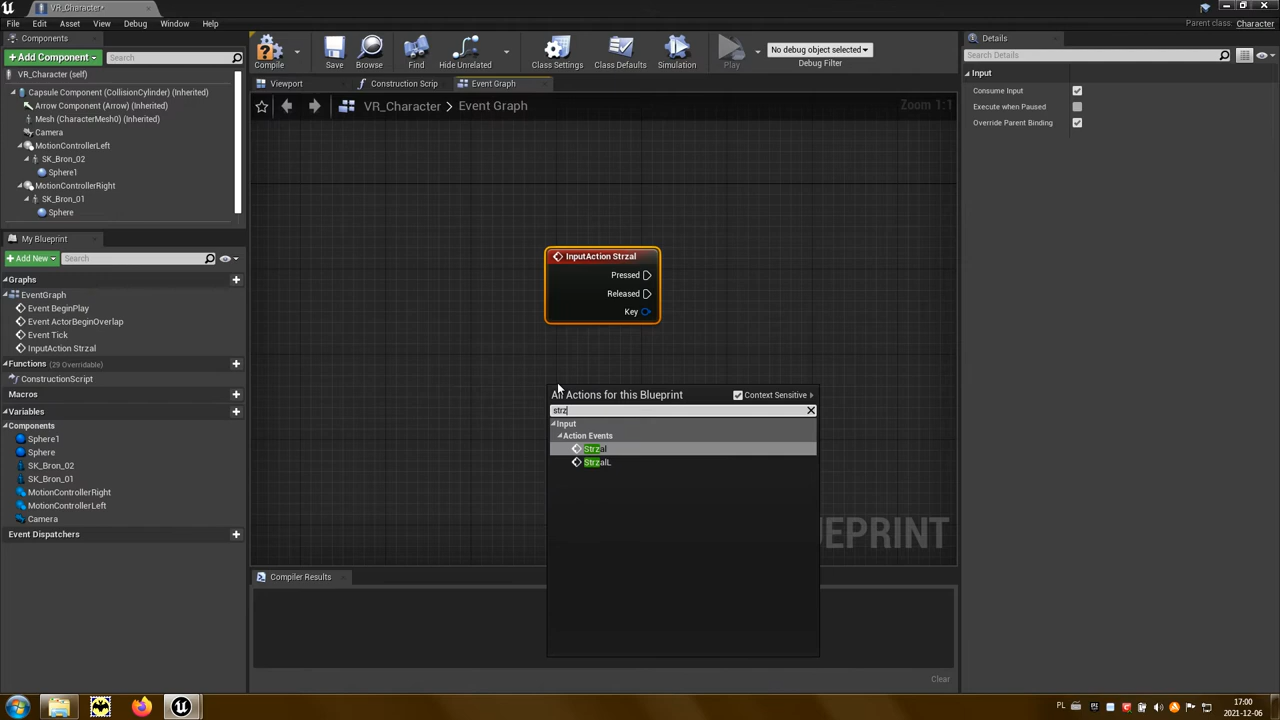 VR_Character*
File Edit Asset View Debug Window Help
Parent class: Character
Components
+Add Component
Search
VR_Character (self)
Capsule Component (CollisionCylinder) (Inherited)
Arrow Component (Arrow) (Inherited)
Mesh (CharacterMesh0) (Inherited)
Camera
MotionControllerLeft
SK_Bron_02
Sphere1
MotionControllerRight
SK_Bron_01
Sphere
My Blueprint
+Add New
Search
Graphs
EventGraph
Event BeginPlay
Event ActorBeginOverlap
Event Tick
InputAction Strzal
Functions (29 Overridable)
ConstructionScript
Macros
Variables
Components
Sphere1
Sphere
SK_Bron_02
SK_Bron_01
MotionControllerRight
MotionControllerLeft
Camera
Event Dispatchers
Compile
Save
Browse
Find
Hide Unrelated
Class Settings
Class Defaults
Simulation
Play
No debug object selected
Debug Filter
Viewport
Construction Scrip
Event Graph
VR_Character > Event Graph
Zoom 1:1
InputAction Strzal
Pressed
Released
Key
All Actions for this Blueprint
Context Sensitive
strz
Input
Action Events
Strzal
StrzalL
EPRINT
Compiler Results
Clear
Details
Search Details
Input
Consume Input
Execute when Paused
Override Parent Binding
PL
17:00
2021-12-06